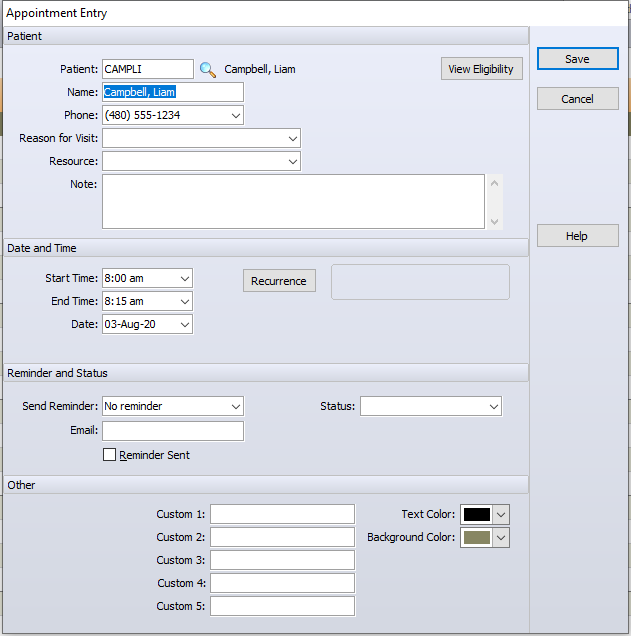 Appointment Entry
Patient
Patient: CAMPLI Campbell, Liam View Eligibility
Save
Name: Campbell, Liam
Cancel
Phone: (480) 555-1234
Reason for Visit:
Resource:
Note:
Help
Date and Time
Start Time: 8:00 am Recurrence
End Time: 8:15 am
Date: 03-Aug-20
Reminder and Status
Send Reminder: No reminder Status:
Email:
Reminder Sent
Other
Custom 1: Text Color:
Custom 2: Background Color:
Custom 3:
Custom 4:
Custom 5: